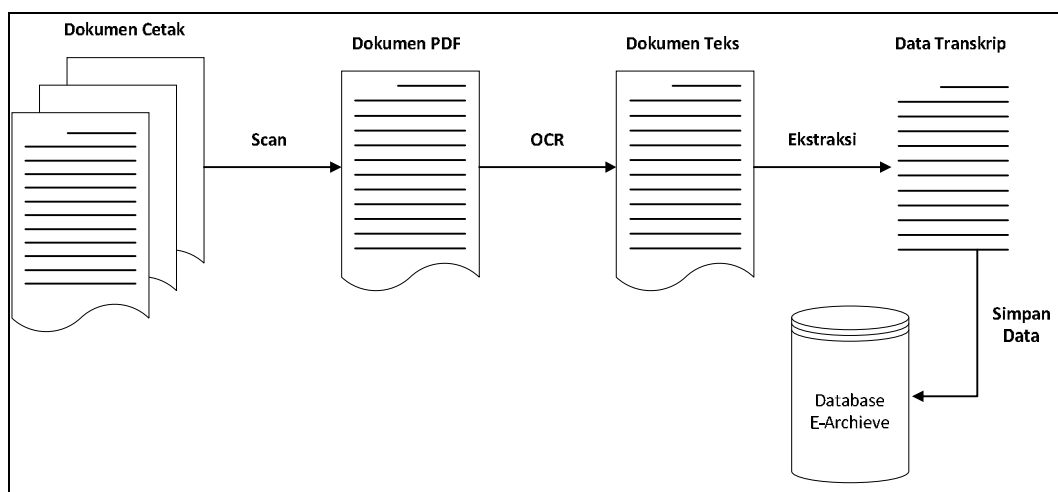 Dokumen Cetak
Dokumen PDF
Dokumen Teks
Data Transkrip
Scan
OCR
Ekstraksi
Simpan
Data
Database
E-Archieve